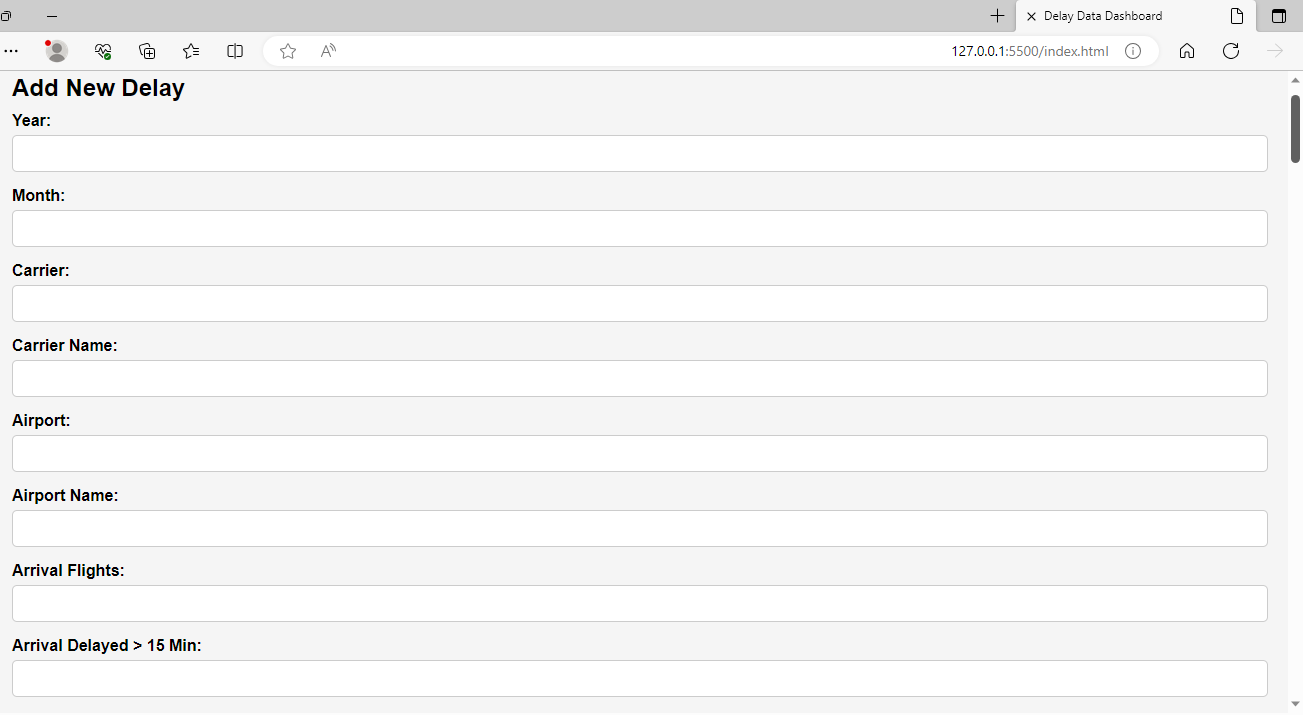 Delay Data Dashboard
127.0.0.1:5500/index.html
Add New Delay
Year:
Month:
Carrier:
Carrier Name:
Airport:
Airport Name:
Arrival Flights:
Arrival Delayed > 15 Min: